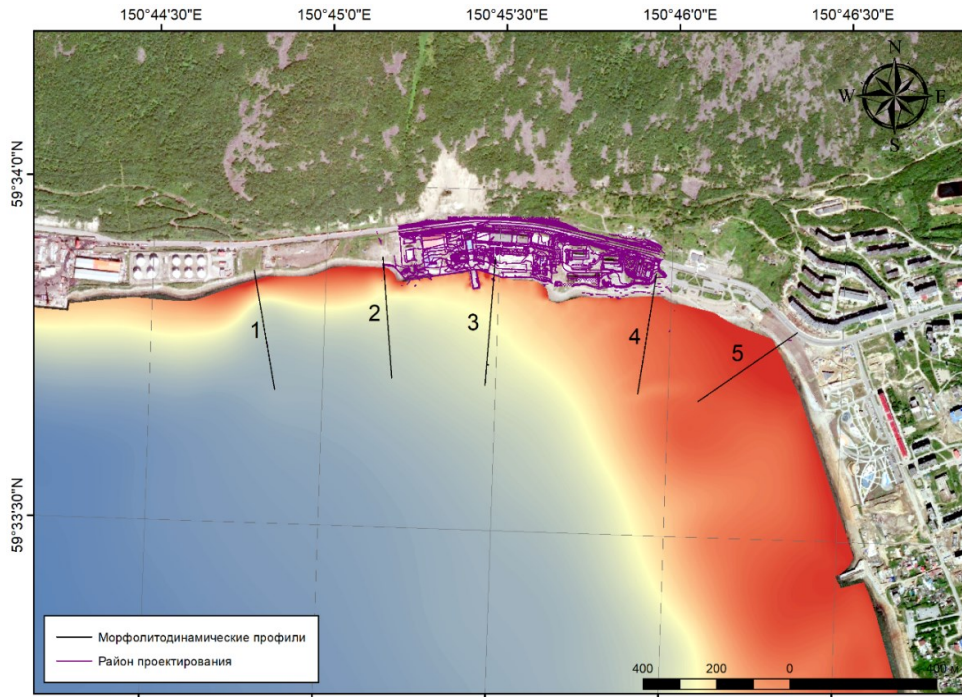 150°44'30"E 150°45'0"E 150°45'30"E 150°46'0"E 150°46'30"E
N
W E
S
59°34'0"N
1
2
3
4
5
59°33'30"N
Морфолитодинамические профили
Район проектирования
400 200 0 400 м